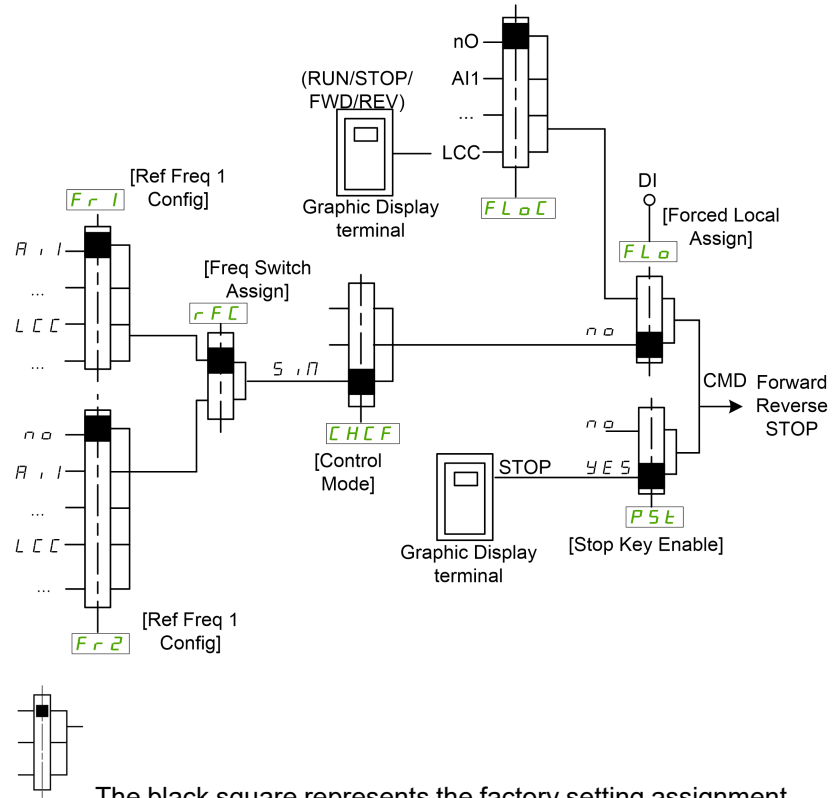 nO
AI1
...
LCC
(RUN/STOP/
FWD/REV)
Graphic Display
terminal
FLoC
[Ref Freq 1
Config]
Fr1
Ai1
...
LCC
...
[Freq Switch
Assign]
rFC
SiM
CHCF
[Control
Mode]
DI
[Forced Local
Assign]
FLo
no
CMD
Forward
Reverse
STOP
no
Ai1
...
LCC
...
Fr2
[Ref Freq 1
Config]
Graphic Display
terminal
STOP
no
YES
PSt
[Stop Key Enable]
The black square represents the factory setting assignment